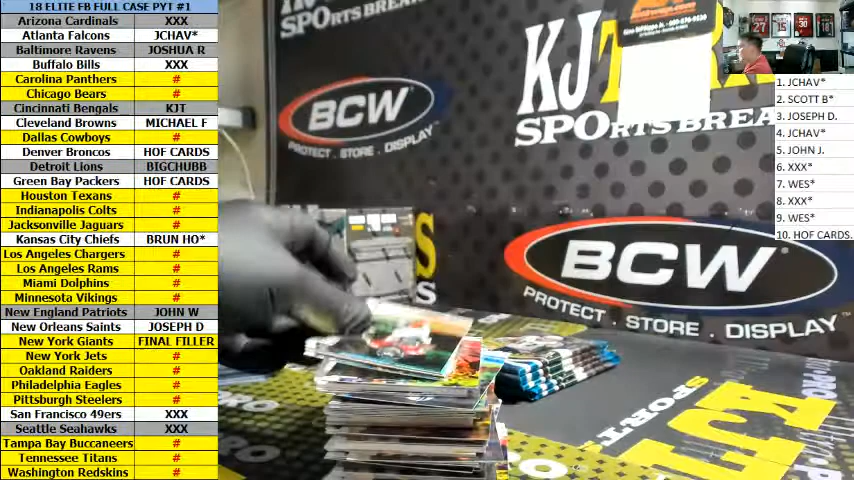 18 ELITE FB FULL CASE PYT #1
Arizona Cardinals XXX
Atlanta Falcons JCHAV*
Baltimore Ravens JOSHUA R
Buffalo Bills XXX
Carolina Panthers #
Chicago Bears #
Cincinnati Bengals KJT
Cleveland Browns MICHAEL F
Dallas Cowboys #
Denver Broncos HOF CARDS
Detroit Lions BIGCHUBB
Green Bay Packers HOF CARDS
Houston Texans #
Indianapolis Colts #
Jacksonville Jaguars #
Kansas City Chiefs BRUN HO*
Los Angeles Chargers #
Los Angeles Rams #
Miami Dolphins #
Minnesota Vikings #
New England Patriots JOHN W
New Orleans Saints JOSEPH D
New York Giants FINAL FILLER
New York Jets #
Oakland Raiders #
Philadelphia Eagles #
Pittsburgh Steelers #
San Francisco 49ers XXX
Seattle Seahawks XXX
Tampa Bay Buccaneers #
Tennessee Titans #
Washington Redskins #
SPORTS BREA
BCW
PROTECT . STORE . DISPLAY
KJT
SPORTS BREA
BCW
PROTECT . STORE . DISPLAY
1. JCHAV*
2. SCOTT B*
3. JOSEPH D.
4. JCHAV*
5. JOHN J.
6. XXX*
7. WES*
8. XXX*
9. WES*
10. HOF CARDS.
SPORTS
KJT